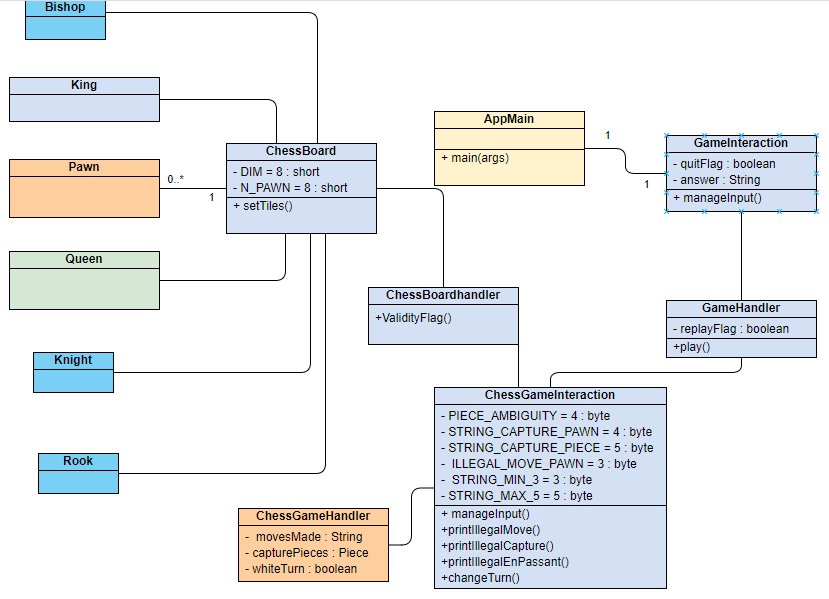 Bishop
King
Pawn
0..*
1
Queen
Knight
Rook
ChessBoard
- DIM = 8 : short
- N_PAWN = 8 : short
+ setTiles()
AppMain
+ main(args)
1
1
GameInteraction
- quitFlag : boolean
- answer : String
+ manageInput()
ChessBoardhandler
+ValidityFlag()
GameHandler
- replayFlag : boolean
+play()
ChessGameInteraction
- PIECE_AMBIGUITY = 4 : byte
- STRING_CAPTURE_PAWN = 4 : byte
- STRING_CAPTURE_PIECE = 5 : byte
- ILLEGAL_MOVE_PAWN = 3 : byte
- STRING_MIN_3 = 3 : byte
- STRING_MAX_5 = 5 : byte
+ manageInput()
+printIllegalMove()
+printIllegalCapture()
+printIllegalEnPassant()
+changeTurn()
ChessGameHandler
- movesMade : String
- capturePieces : Piece
- whiteTurn : boolean